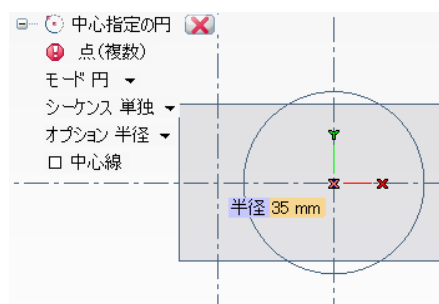 中心指定の円
点(複数)
モード 円
シーケンス 単独
オプション 半径
中心線
Y
Z X
半径 35 mm